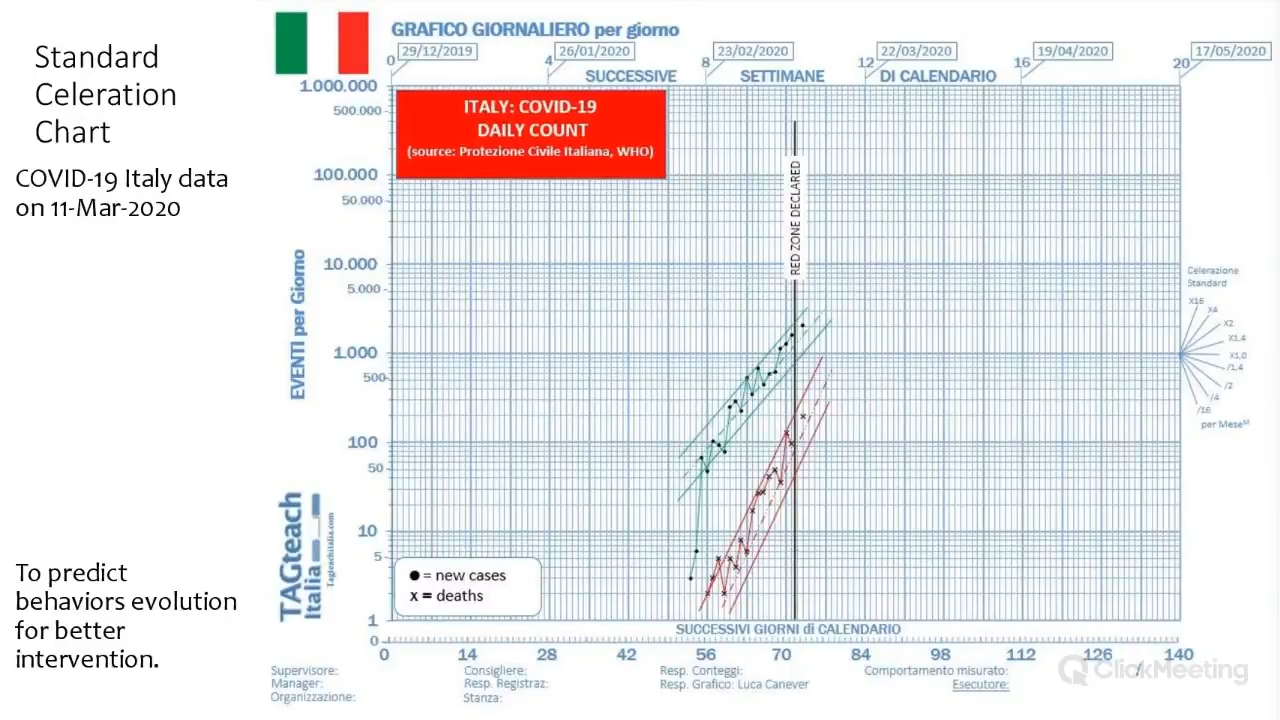 Standard
Celeration
Chart
COVID-19 Italy data
on 11-Mar-2020
To predict
behaviors evolution
for better
intervention.
GRAFICO GIORNALIERO per giorno
29/12/2019 26/01/2020 23/02/2020 22/03/2020 19/04/2020 17/05/2020
0 4 8 12 16 20
SUCCESSIVE SETTIMANE DI CALENDARIO
1.000.000
500.000
100.000
50.000
10.000
5.000
1.000
500
100
50
10
5
1
0
EVENTI per Giorno
ITALY: COVID-19
DAILY COUNT
(source: Protezione Civile Italiana, WHO)
RED ZONE DECLARED
Celerazione
Standard
X16
X4
X2
X1.4
X1.0
/1.4
/2
/4
/16
per Meseᴹ
TAGteach
Italia
Tagteachitalia.com
● = new cases
x = deaths
SUCCESSIVI GIORNI di CALENDARIO
0 14 28 42 56 70 84 98 112 126 140
Supervisore: Consigliere: Resp. Conteggi: Comportamento misurato:
Manager: Resp. Registraz: Resp. Grafico: Luca Canever Esecutore:
Organizzazione: Stanza:
ClickMeeting